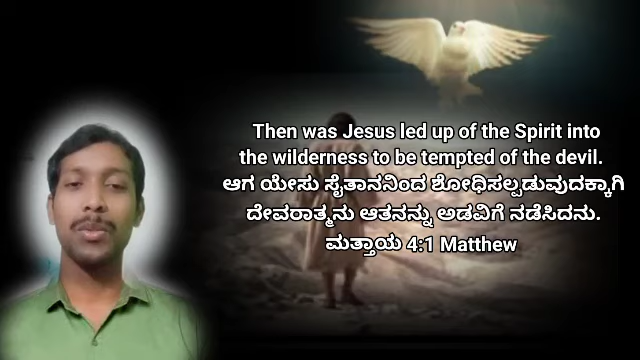 Then was Jesus led up of the Spirit into
the wilderness to be tempted of the devil.
ಆಗ ಯೇಸು ಸೈತಾನನಿಂದ ಶೋಧಿಸಲ್ಪಡುವುದಕ್ಕಾಗಿ
ದೇವರಾತ್ಮನು ಆತನನ್ನು ಅಡವಿಗೆ ನಡೆಸಿದನು.
ಮತ್ತಾಯ 4:1 Matthew